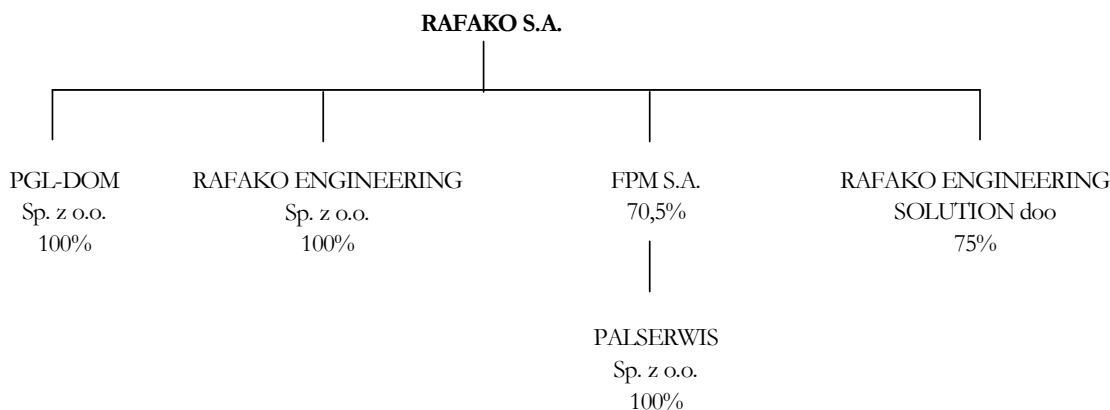 RAFAKO S.A.
PGL-DOM
Sp. z o.o.
100%
RAFAKO ENGINEERING
Sp. z o.o.
100%
FPM S.A.
70,5%
RAFAKO ENGINEERING
SOLUTION doo
75%
PALSERWIS
Sp. z o.o.
100%